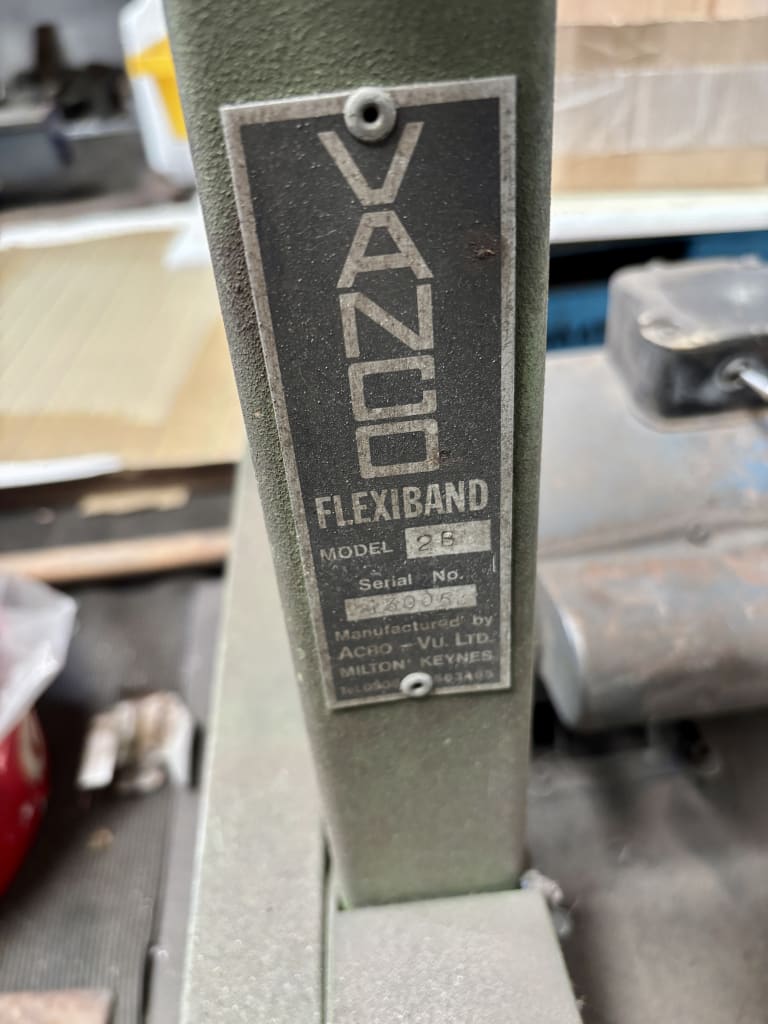 VANCO
FLEXIBAND
MODEL 2B
Serial No.
Manufactured by
ACRO - VU. LTD.
MILTON KEYNES